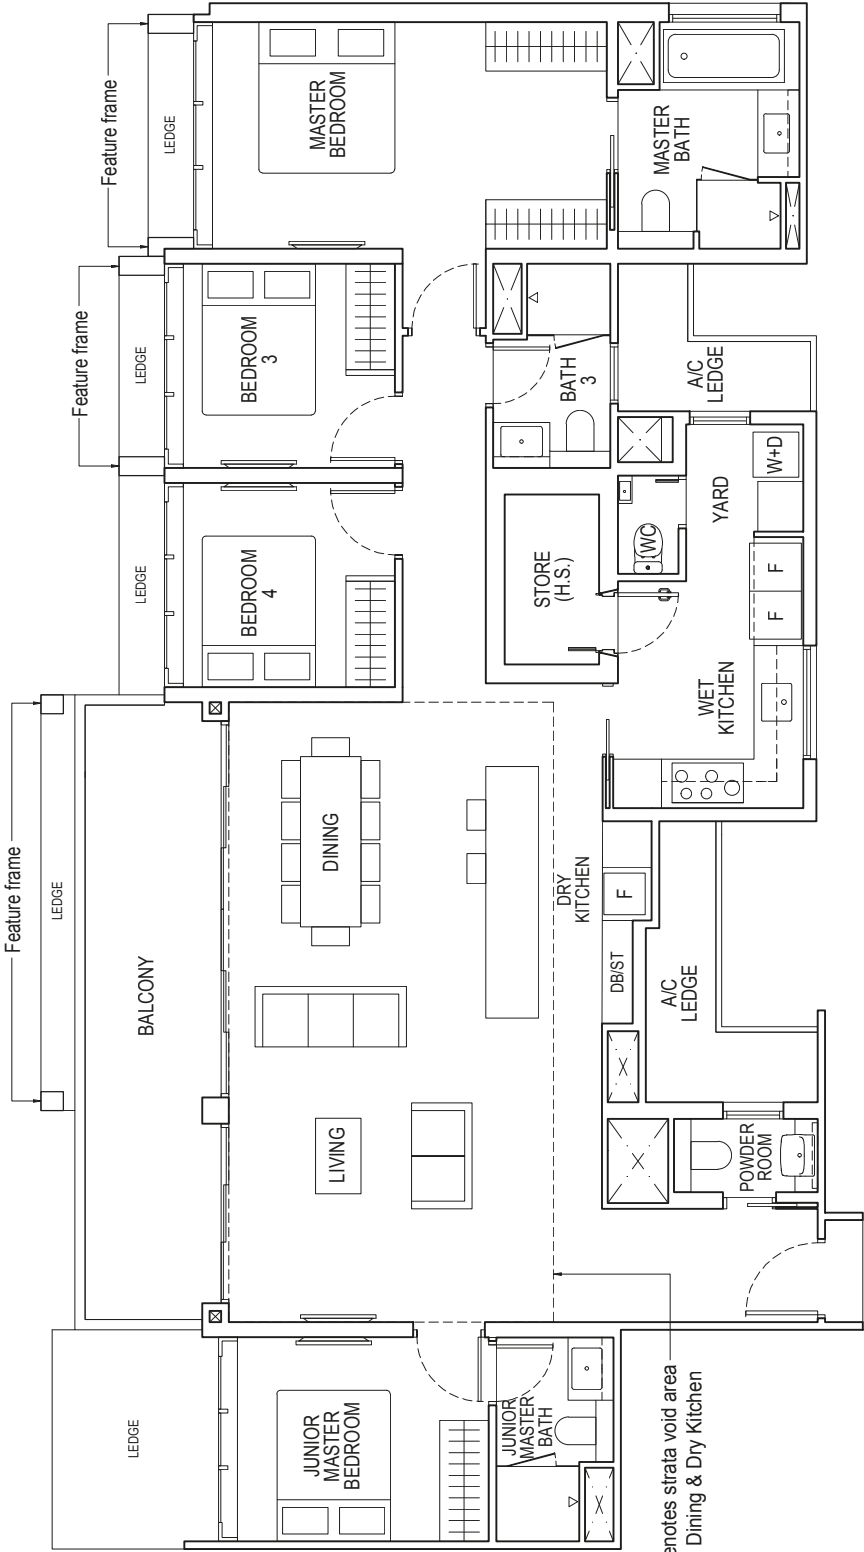 Feature frame
LEDGE
Feature frame
Feature frame
LEDGE
BALCONY
LEDGE
LEDGE
LEDGE
LEDGE
JUNIOR
MASTER
BEDROOM
LIVING
DINING
BEDROOM
4
BEDROOM
3
MASTER
BEDROOM
JUNIOR
MASTER
BATH
DRY
KITCHEN
STORE
(H.S.)
BATH
3
DB/ST
F
WC
MASTER
BATH
A/C
LEDGE
WET
KITCHEN
YARD
A/C
LEDGE
POWDER
ROOM
F
F
W+D
enotes strata void area
Dining & Dry Kitchen